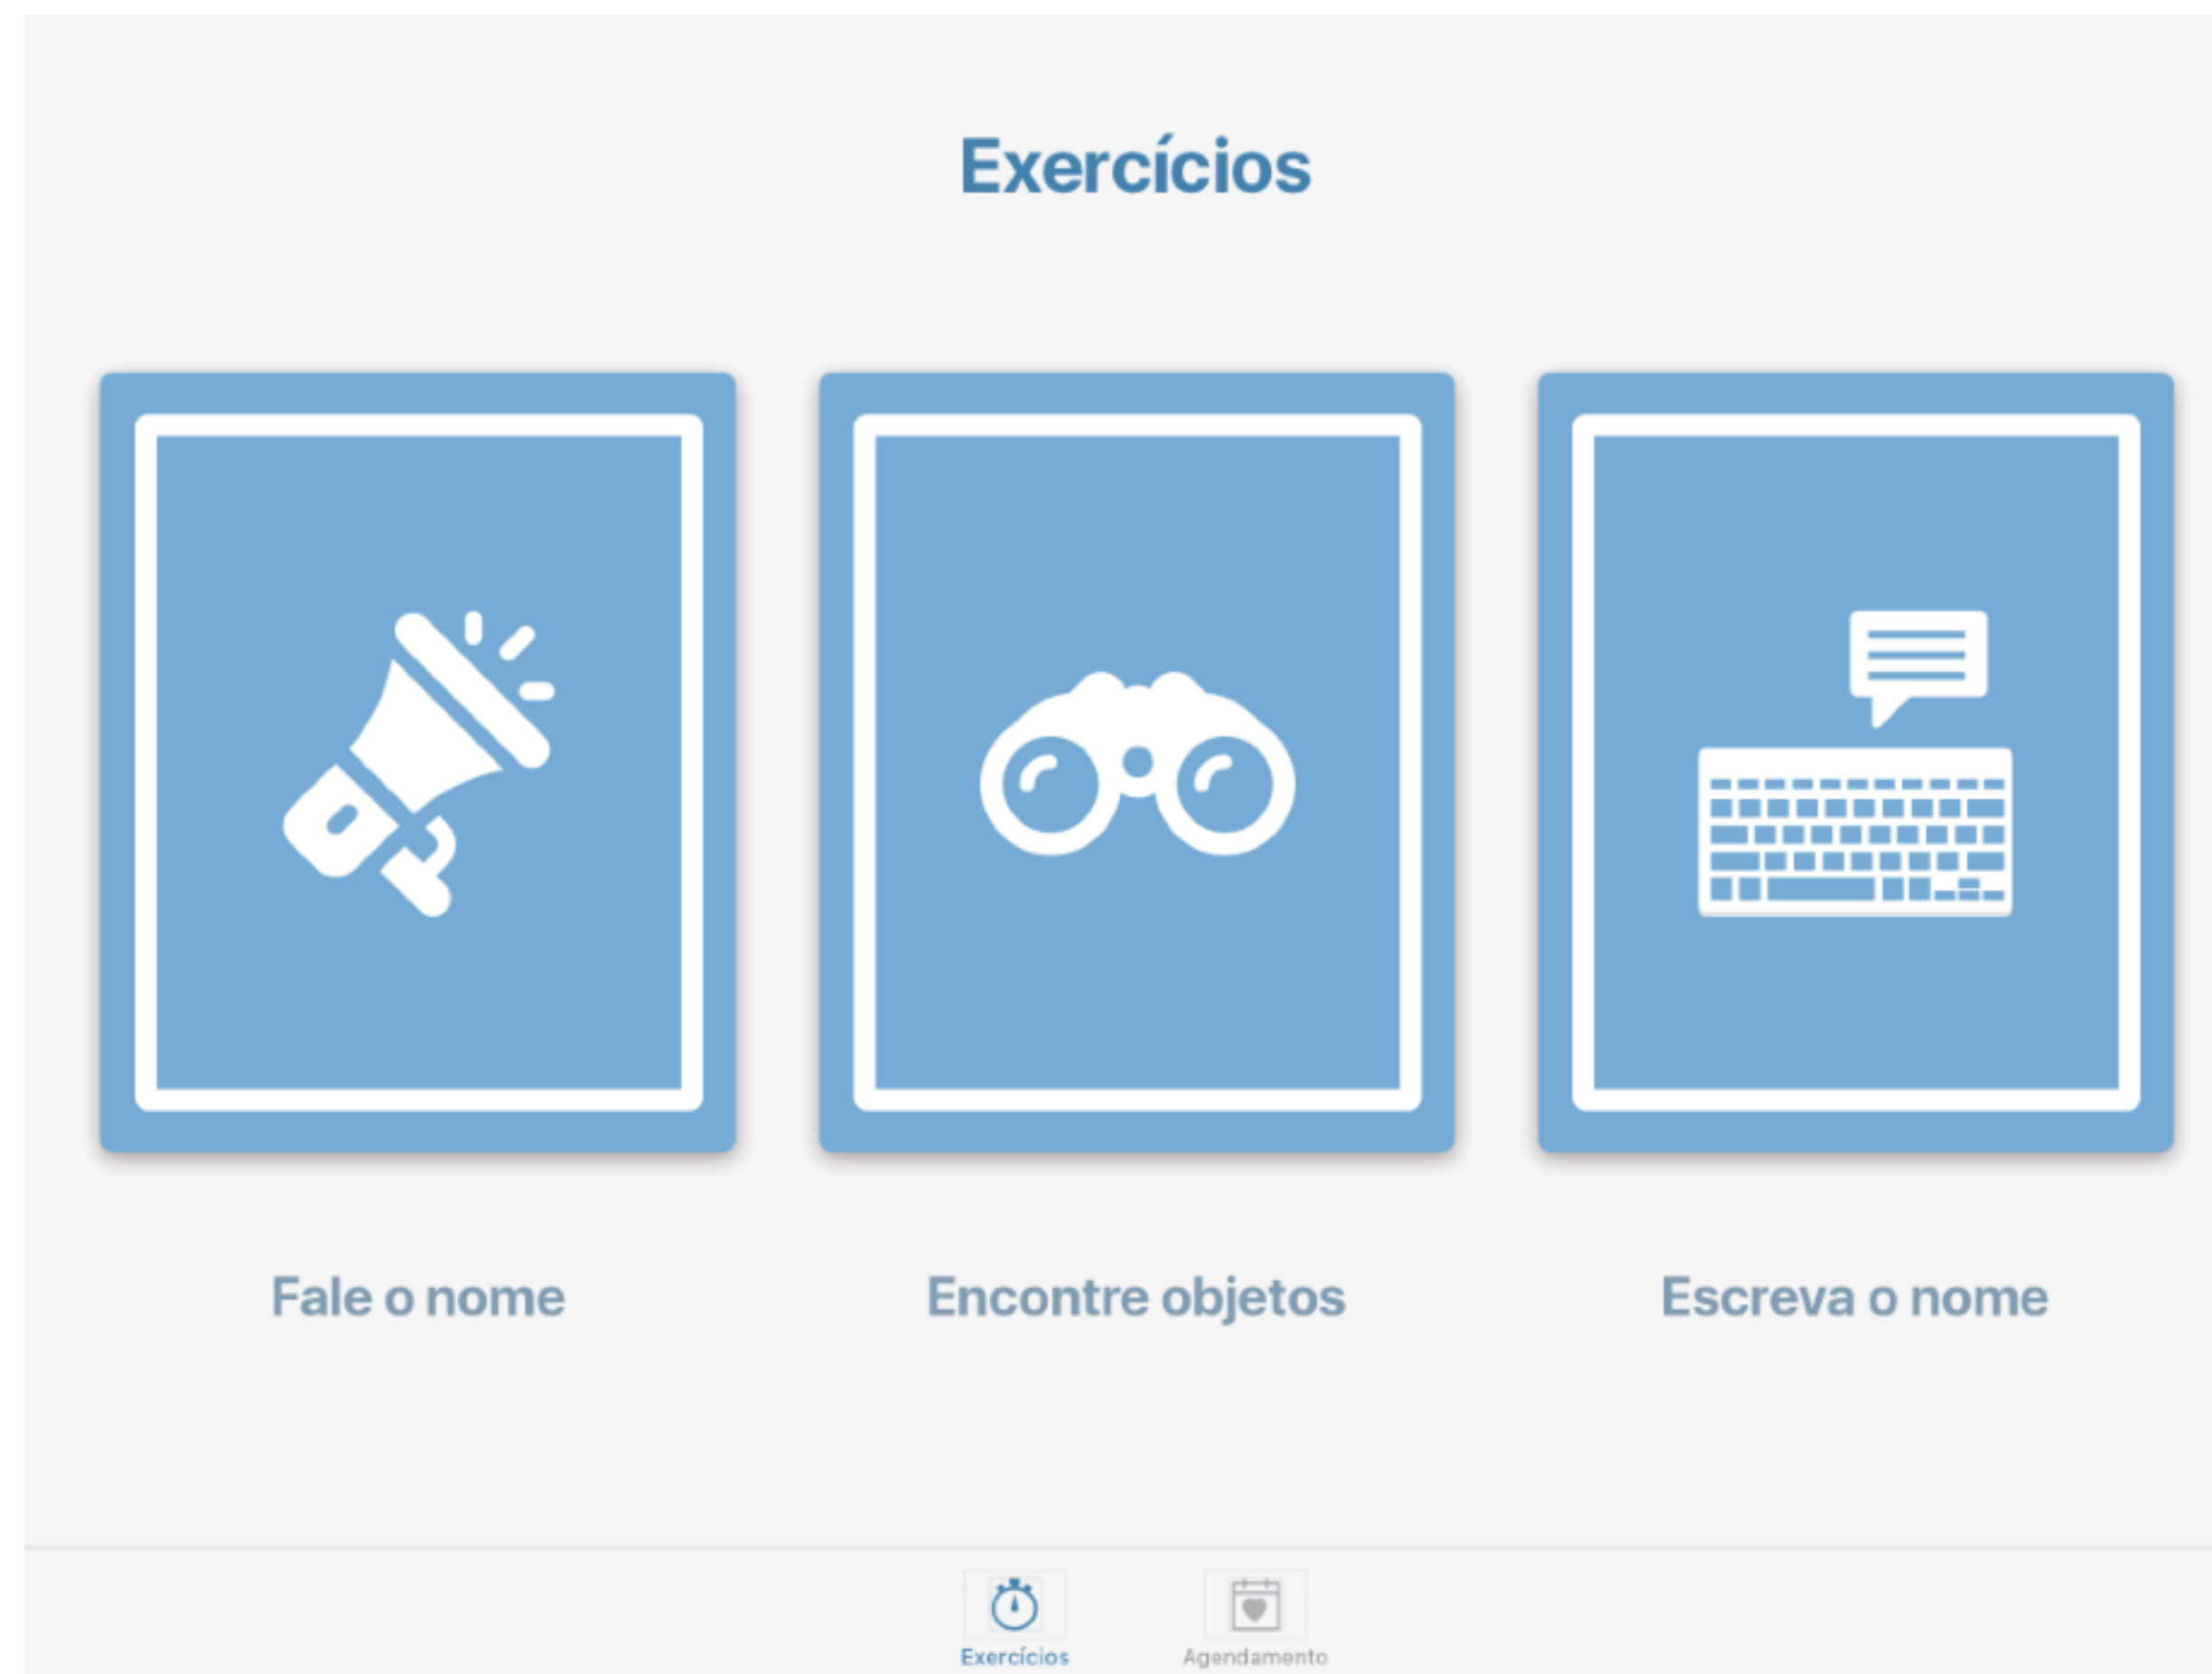 Exercícios
Fale o nome
Encontre objetos
Escreva o nome
Exercícios
Agendamento